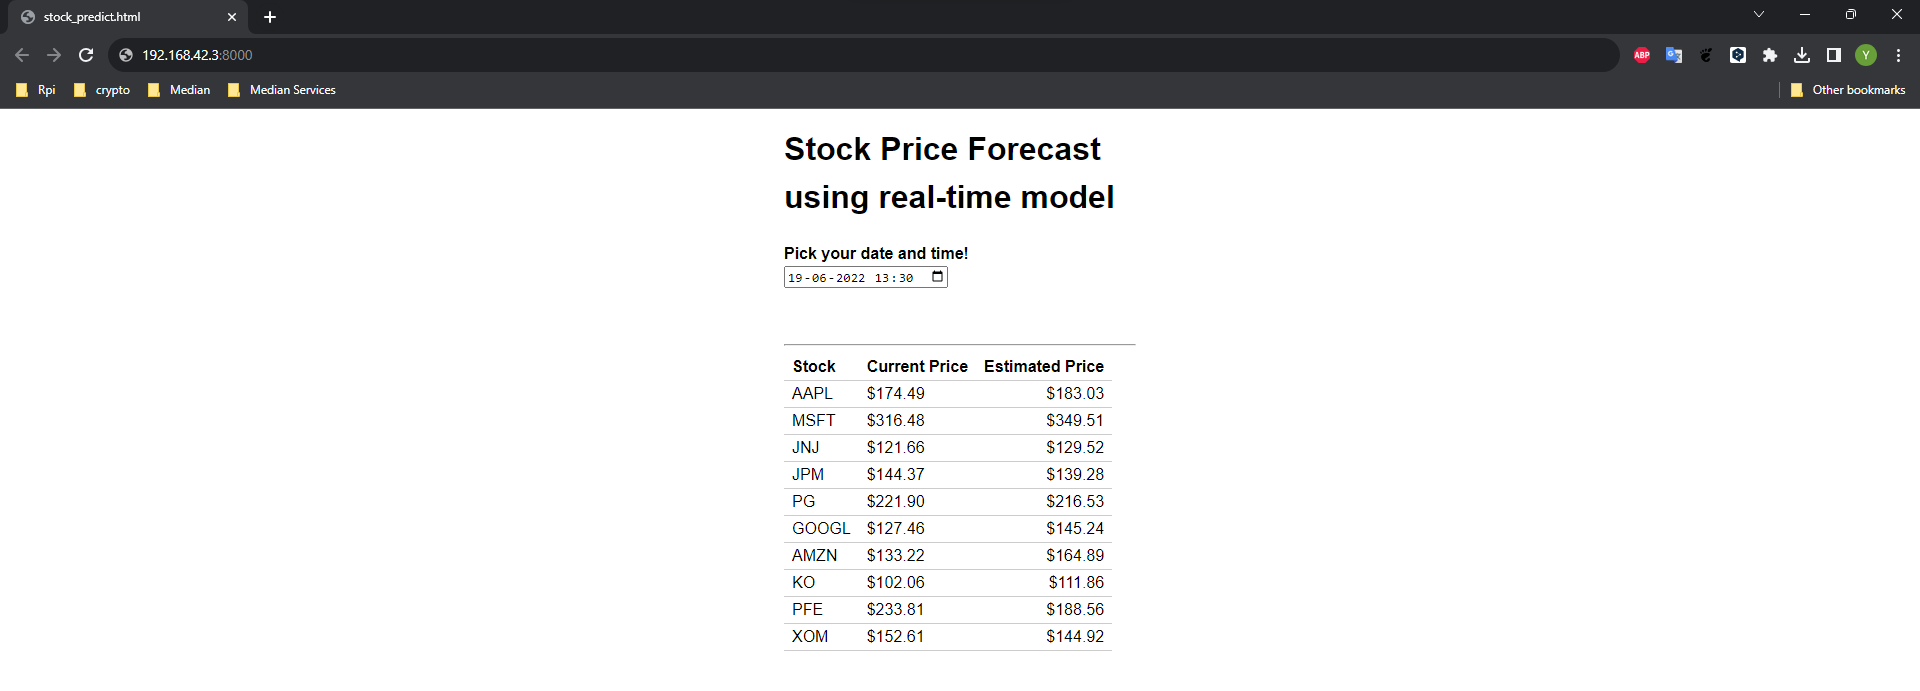 stock_predict.html
192.168.42.3:8000
ABP
G
Y
Rpi crypto Median Median Services Other bookmarks
Stock Price Forecast
using real-time model
Pick your date and time!
19-06-2022 13:30
Stock Current Price Estimated Price
AAPL $174.49 $183.03
MSFT $316.48 $349.51
JNJ $121.66 $129.52
JPM $144.37 $139.28
PG $221.90 $216.53
GOOGL $127.46 $145.24
AMZN $133.22 $164.89
KO $102.06 $111.86
PFE $233.81 $188.56
XOM $152.61 $144.92